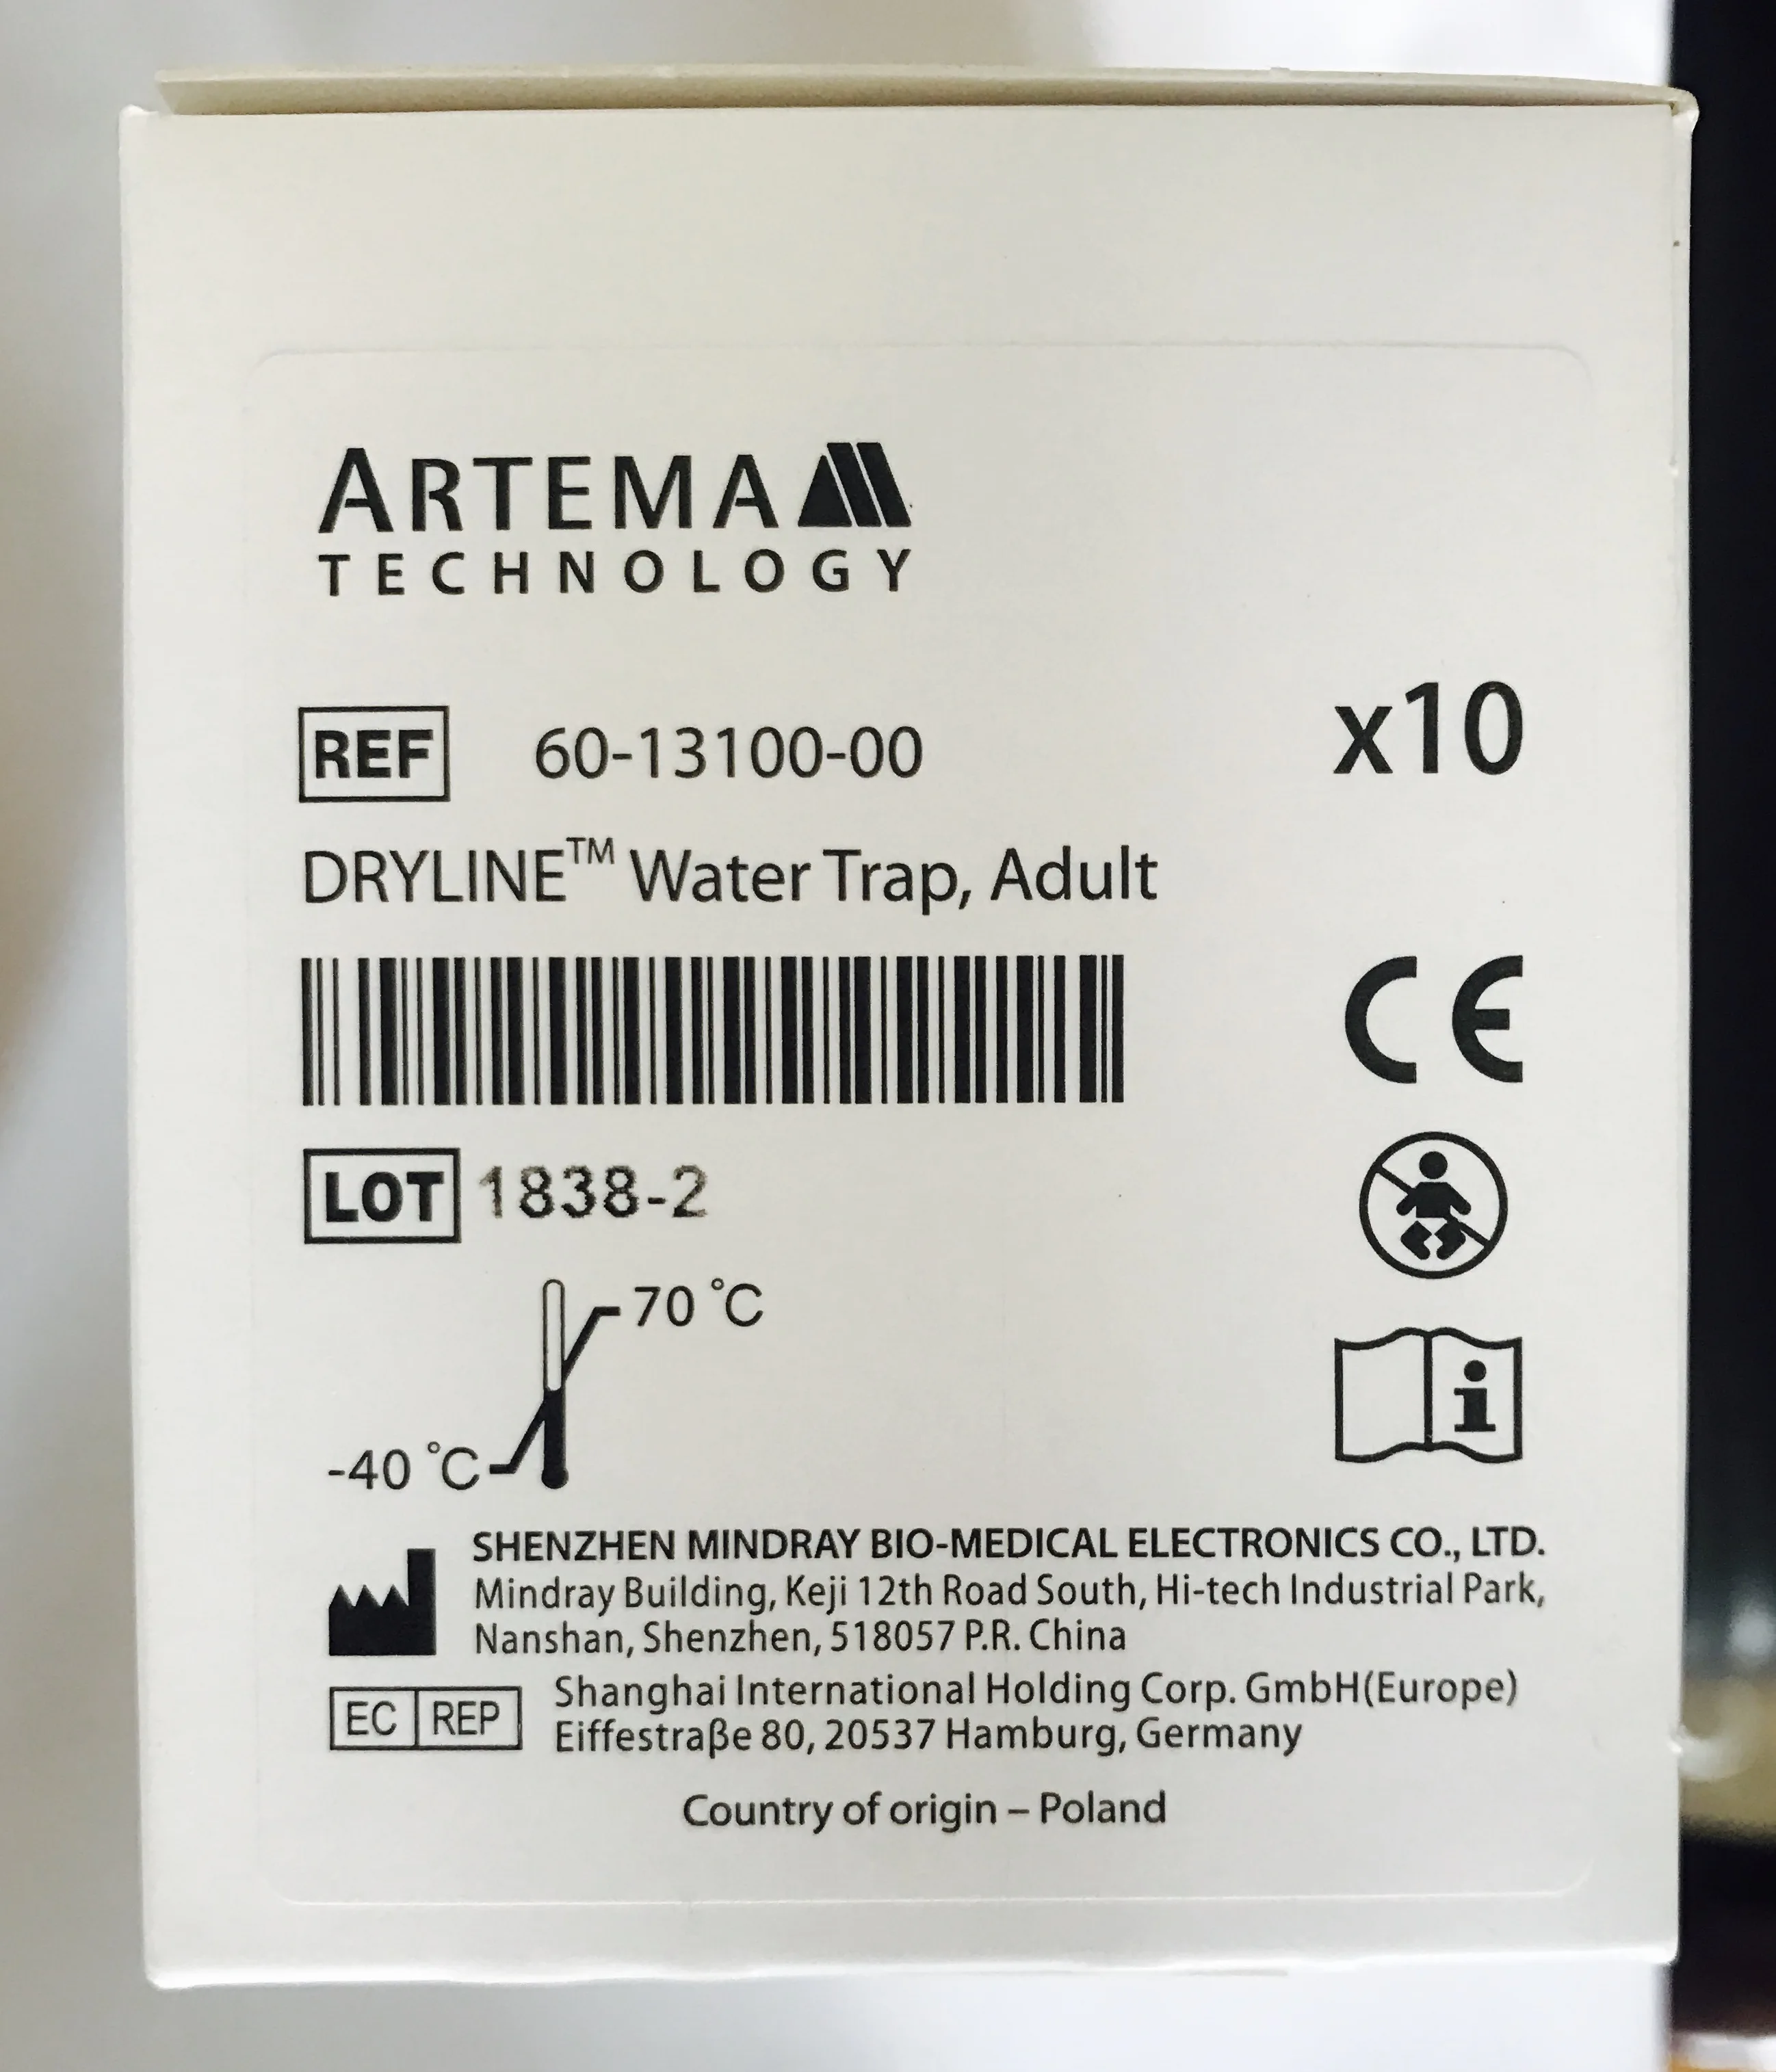 ARTEMA
TECHNOLOGY
REF 60-13100-00
x10
DRYLINE™ Water Trap, Adult
CE
LOT 1838-2
70 °C
-40 °C
i
SHENZHEN MINDRAY BIO-MEDICAL ELECTRONICS CO., LTD.
Mindray Building, Keji 12th Road South, Hi-tech Industrial Park,
Nanshan, Shenzhen, 518057 P.R. China
EC REP
Shanghai International Holding Corp. GmbH(Europe)
Eiffestraβe 80, 20537 Hamburg, Germany
Country of origin – Poland